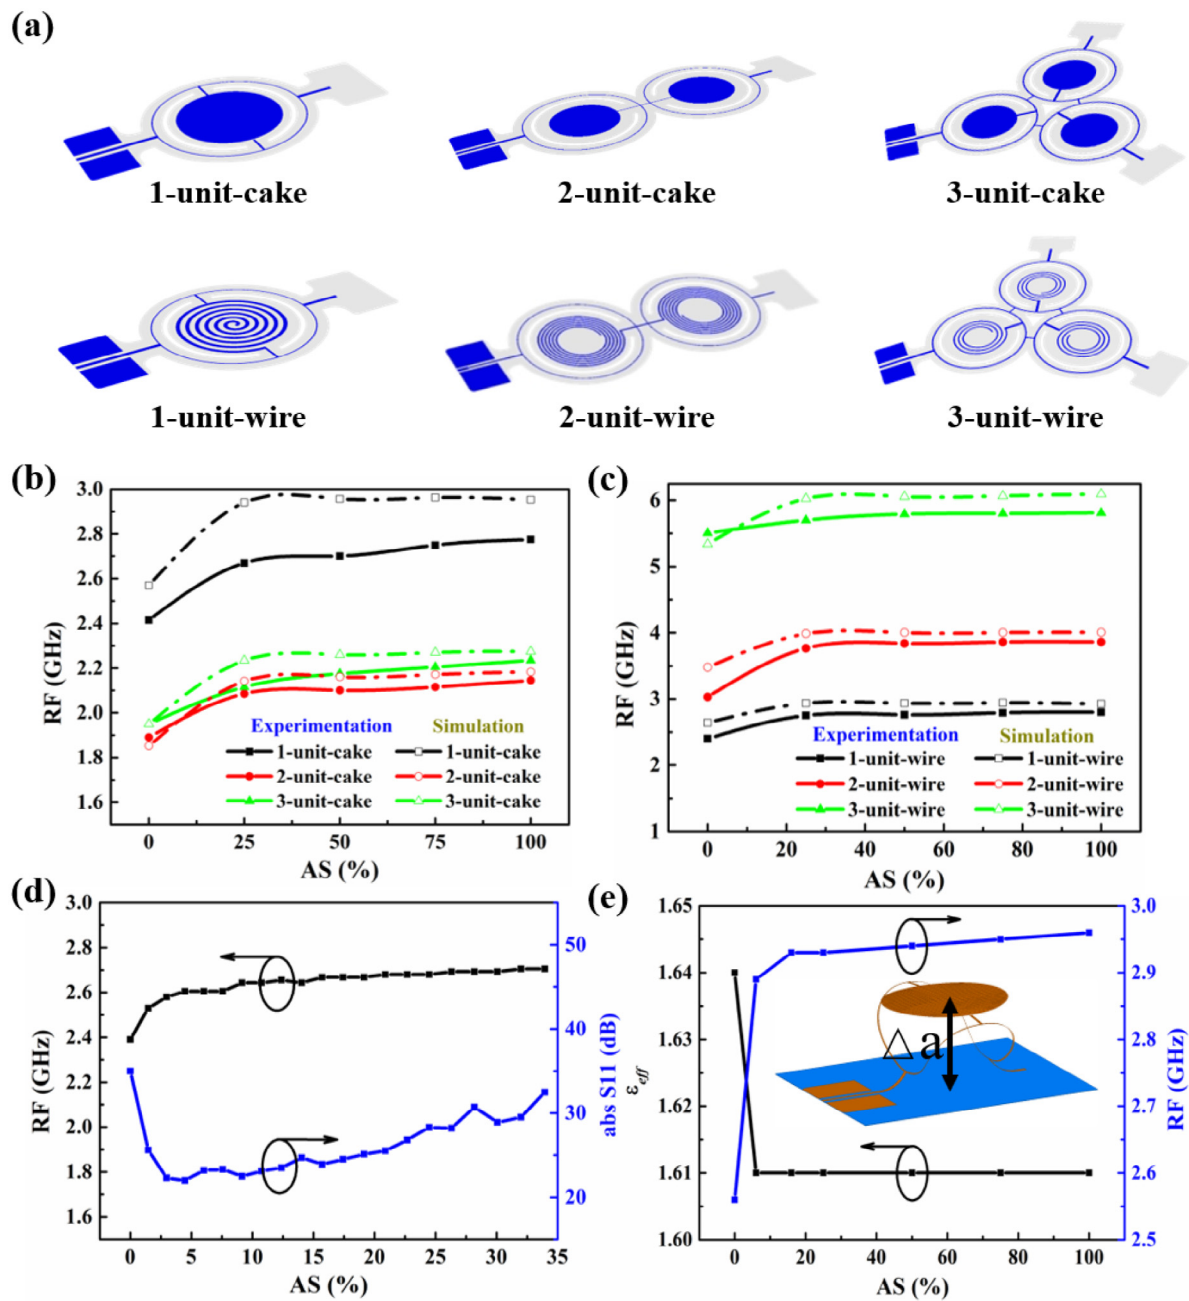 (a)
1-unit-cake 2-unit-cake 3-unit-cake
1-unit-wire 2-unit-wire 3-unit-wire
(b)
3.0
2.8
2.6
2.4
2.2
2.0
1.8
1.6
RF (GHz)
Experimentation Simulation
1-unit-cake 1-unit-cake
2-unit-cake 2-unit-cake
3-unit-cake 3-unit-cake
0 25 50 75 100
AS (%)
(c)
6
5
4
3
2
1
RF (GHz)
Experimentation Simulation
1-unit-wire 1-unit-wire
2-unit-wire 2-unit-wire
3-unit-wire 3-unit-wire
0 20 40 60 80 100
AS (%)
(d)
3.0
2.8
2.6
2.4
2.2
2.0
1.8
1.6
RF (GHz)
50
40
30
20
abs S11 (dB)
0 5 10 15 20 25 30 35
AS (%)
(e)
1.65
1.64
1.63
1.62
1.61
1.60
εeff
△a
3.0
2.9
2.8
2.7
2.6
2.5
RF (GHz)
0 20 40 60 80 100
AS (%)